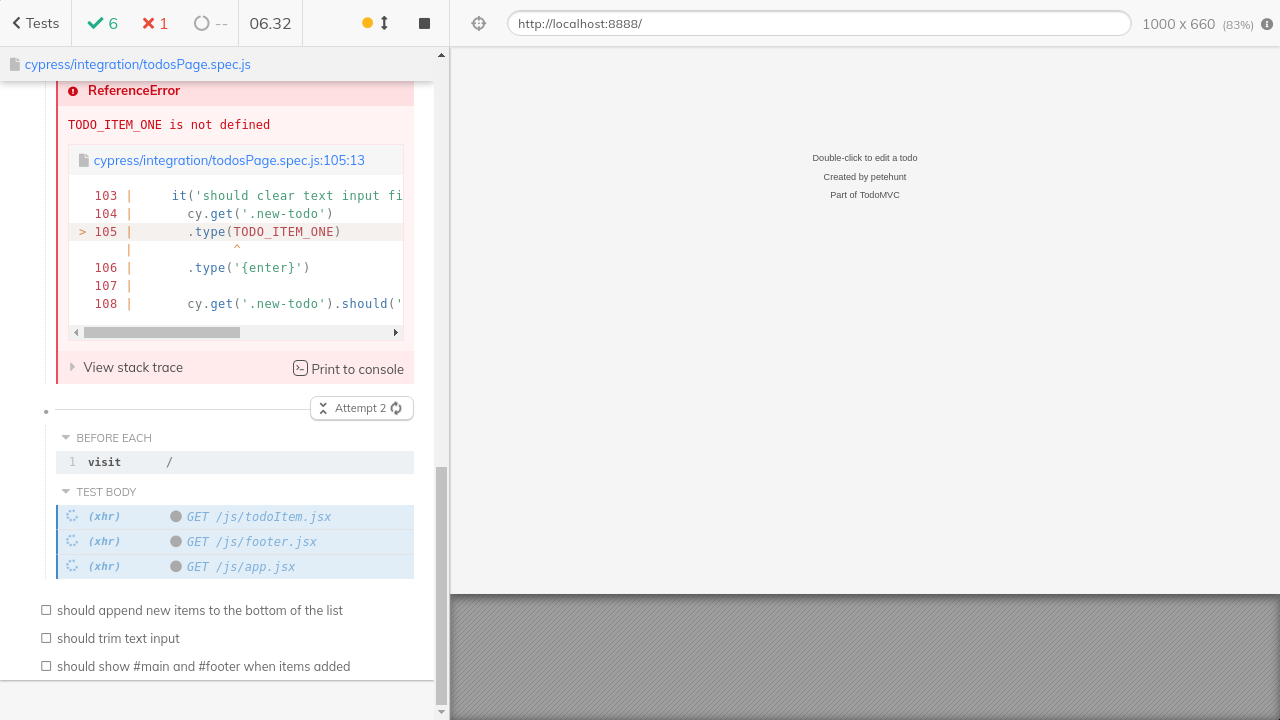 Tests 6 1 -- 06.32
http://localhost:8888/ 1000 x 660 (83%)
cypress/integration/todosPage.spec.js
ReferenceError
TODO_ITEM_ONE is not defined
cypress/integration/todosPage.spec.js:105:13
103 | it('should clear text input fi
104 | cy.get('.new-todo')
> 105 | .type(TODO_ITEM_ONE)
| ^
106 | .type('{enter}')
107 |
108 | cy.get('.new-todo').should('
View stack trace Print to console
Attempt 2
BEFORE EACH
1 visit /
TEST BODY
(xhr) GET /js/todoItem.jsx
(xhr) GET /js/footer.jsx
(xhr) GET /js/app.jsx
should append new items to the bottom of the list
should trim text input
should show #main and #footer when items added
Double-click to edit a todo
Created by petehunt
Part of TodoMVC